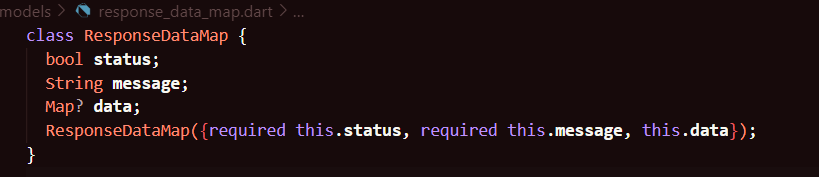 models > response_data_map.dart > ...
class ResponseDataMap {
bool status;
String message;
Map? data;
ResponseDataMap({required this.status, required this.message, this.data});
}